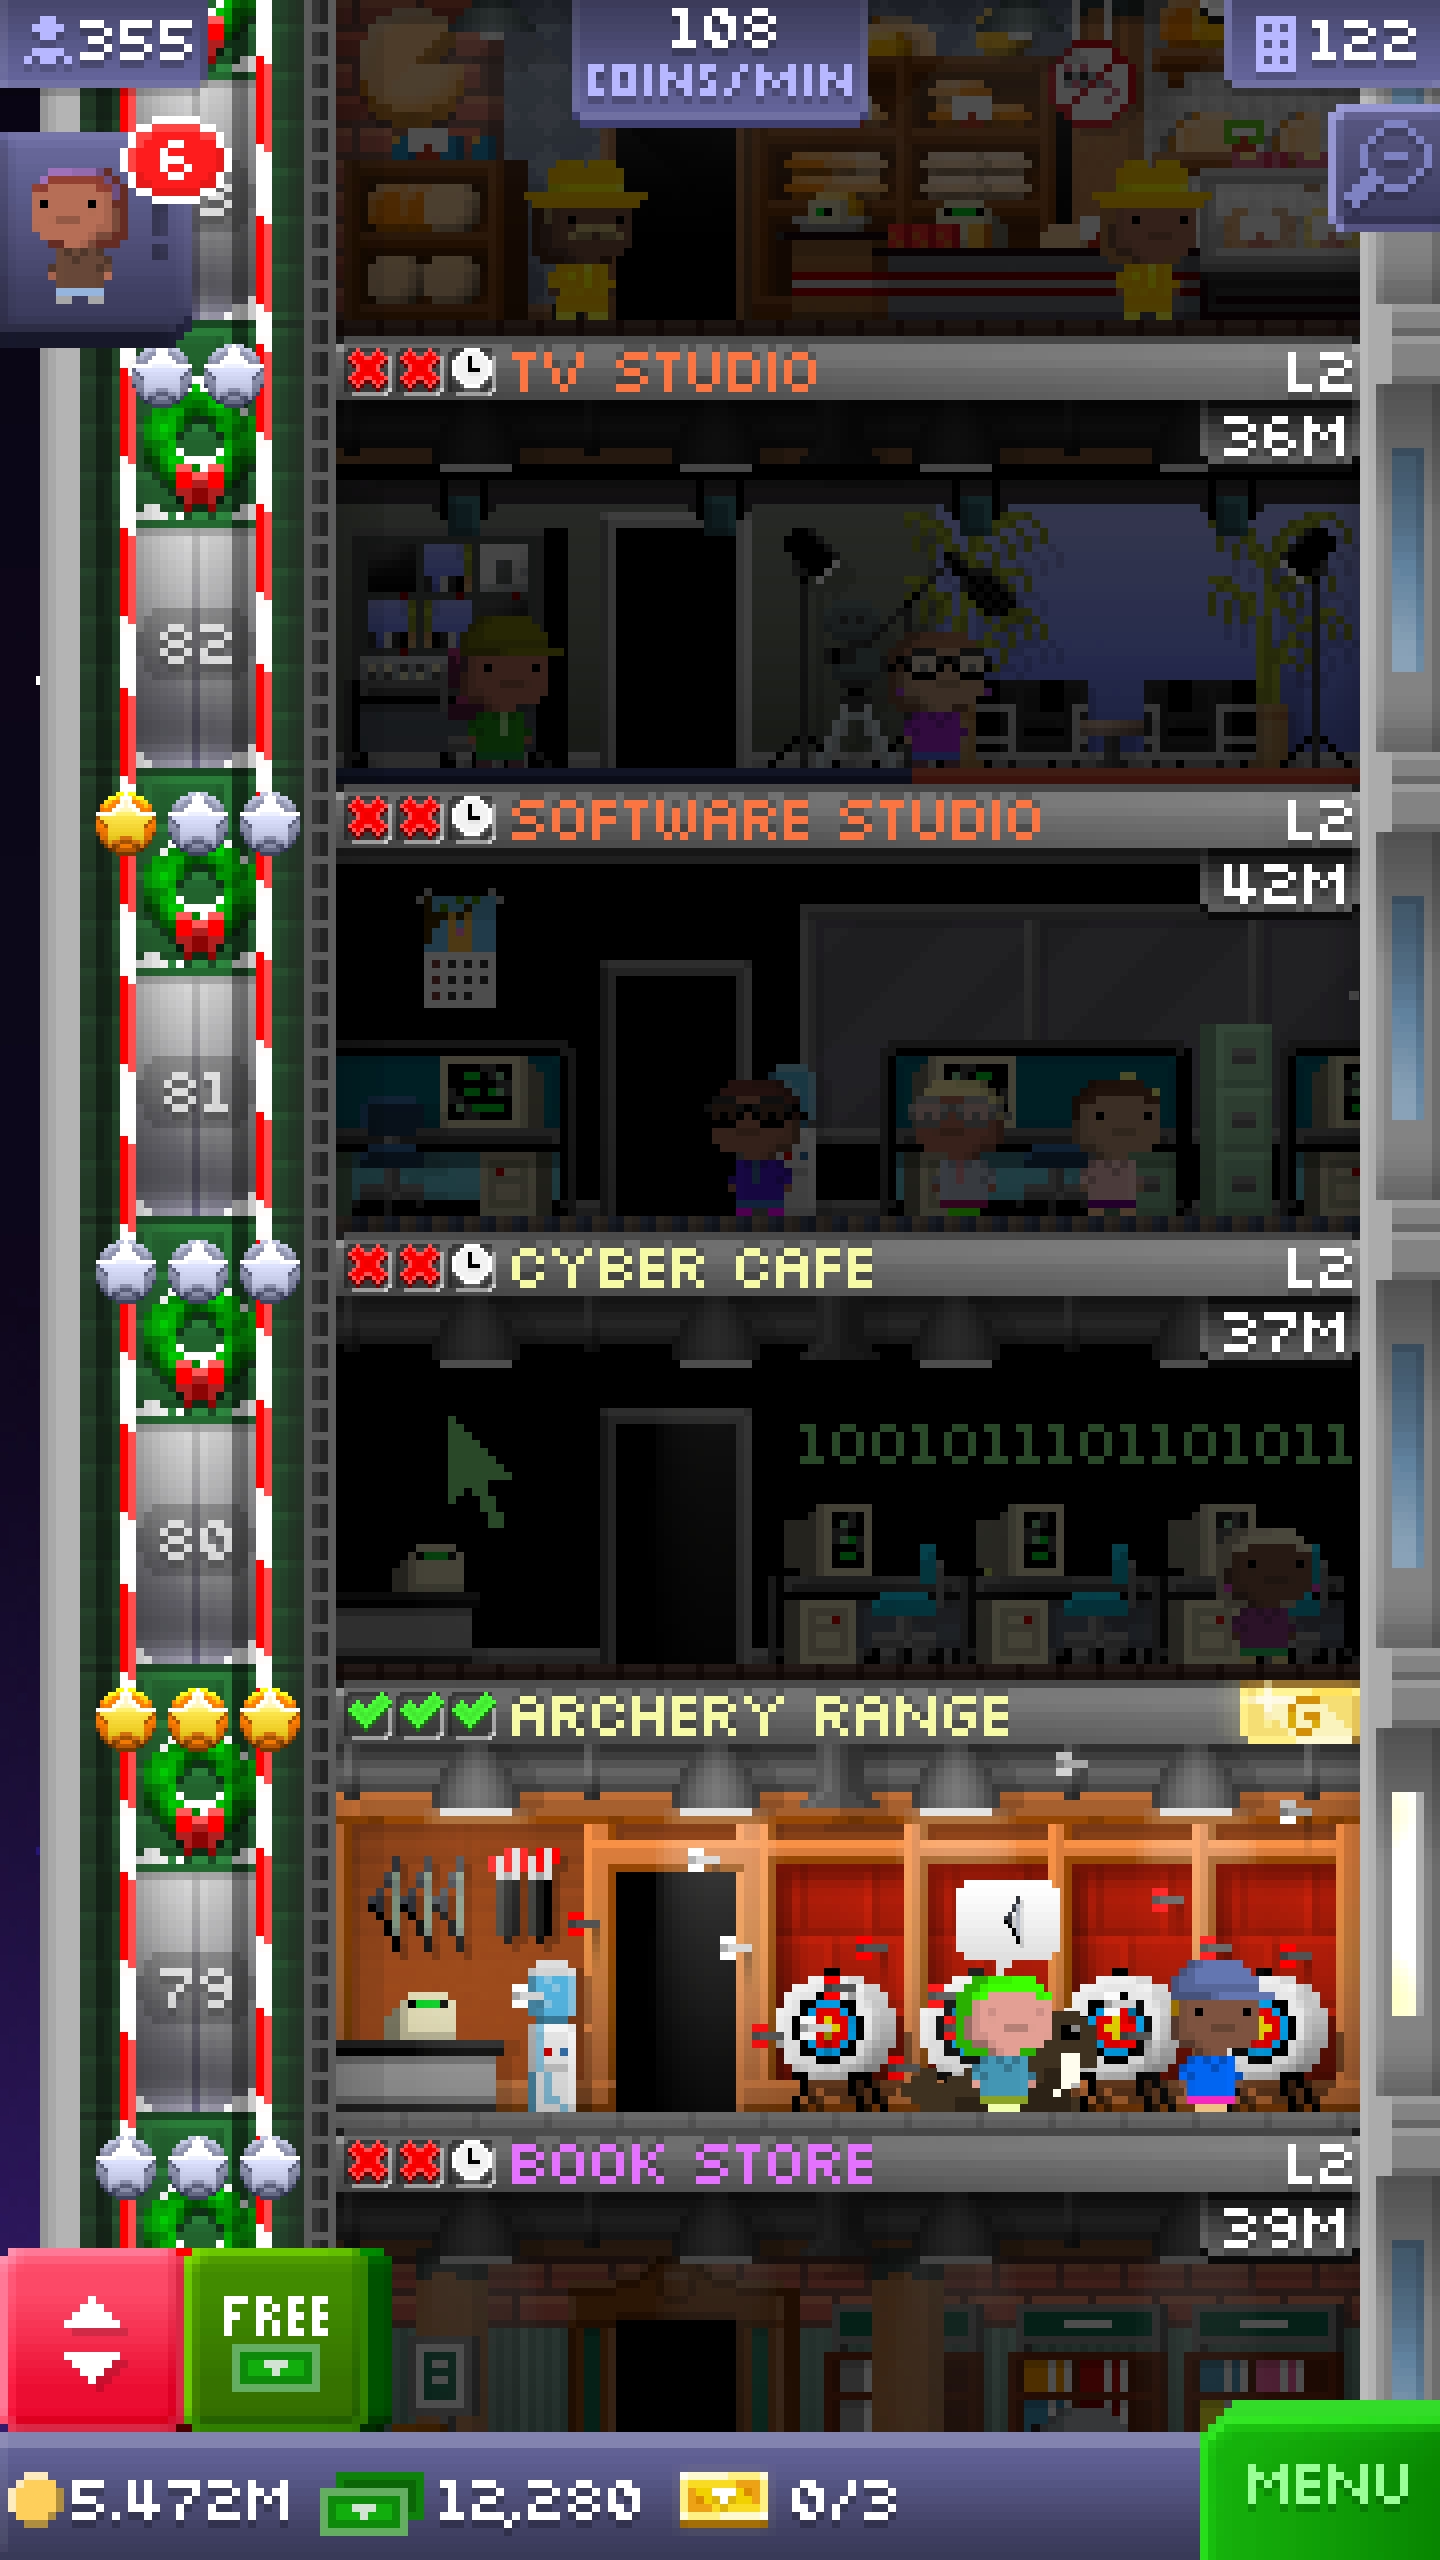 355
108
COINS/MIN
122
6
TV STUDIO
L2
36M
82
SOFTWARE STUDIO
L2
42M
81
CYBER CAFE
L2
37M
1001011101101011
80
ARCHERY RANGE
G
79
BOOK STORE
L2
39M
FREE
MENU
5.472M
12,280
0/3